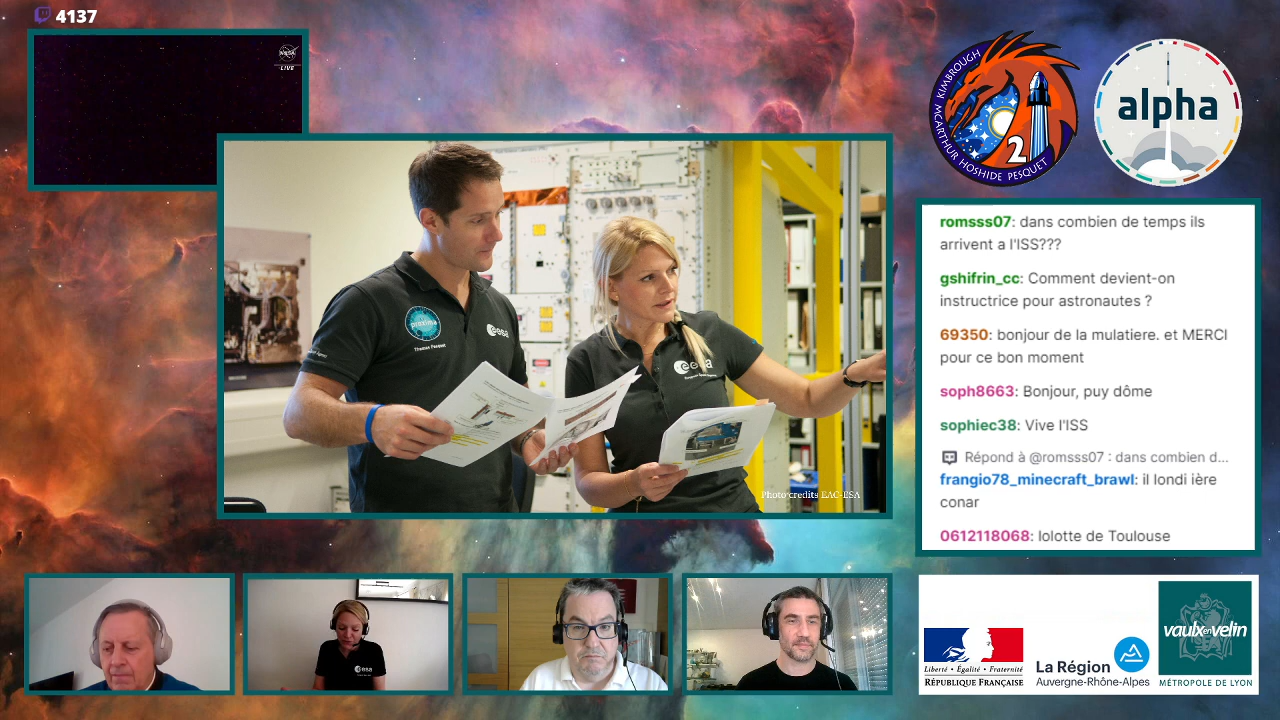 4137
NASA
LIVE
KIMBROUGH
MCARTHUR HOSHIDE PESQUET
2
alpha
proxima
Thomas Pesquet
esa
esa
Photo credits EAC-ESA
romsss07: dans combien de temps ils
arrivent a l'ISS???
gshifrin_cc: Comment devient-on
instructrice pour astronautes ?
69350: bonjour de la mulatiere. et MERCI
pour ce bon moment
soph8663: Bonjour, puy dôme
sophiec38: Vive l'ISS
Répond à @romsss07 : dans combien d...
frangio78_minecraft_brawl: il londi ière
conar
0612118068: lolotte de Toulouse
esa
Liberté • Égalité • Fraternité
RÉPUBLIQUE FRANÇAISE
La Région
Auvergne-Rhône-Alpes
vaulx en velin
MÉTROPOLE DE LYON